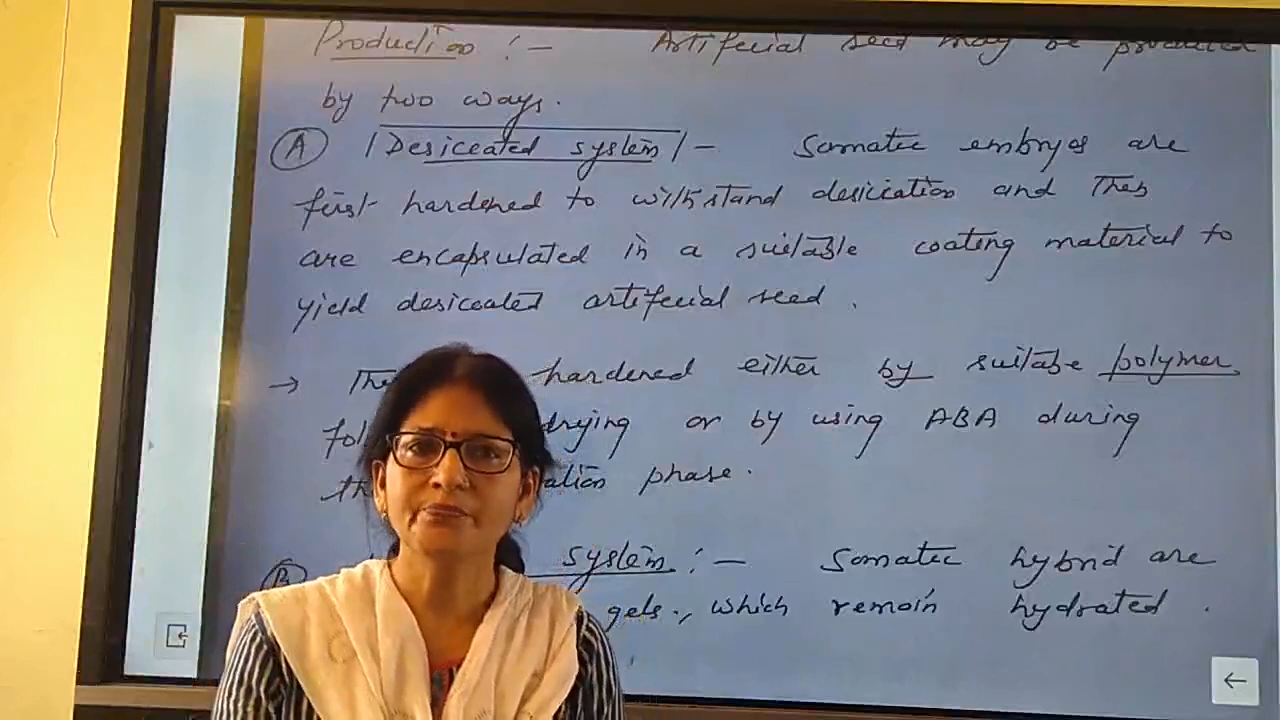 Production :- Artificial seed may be produced
by two ways.
(A) Desiccated system :- Somatic embryos are
first hardened to withstand desiccation and then
are encapsulated in a suitable coating material to
yield desiccated artificial seed.
→ hardened either by suitable polymer
drying or by using ABA during
phase.
(B) system :- Somatic hybrid are
gels, which remain hydrated.